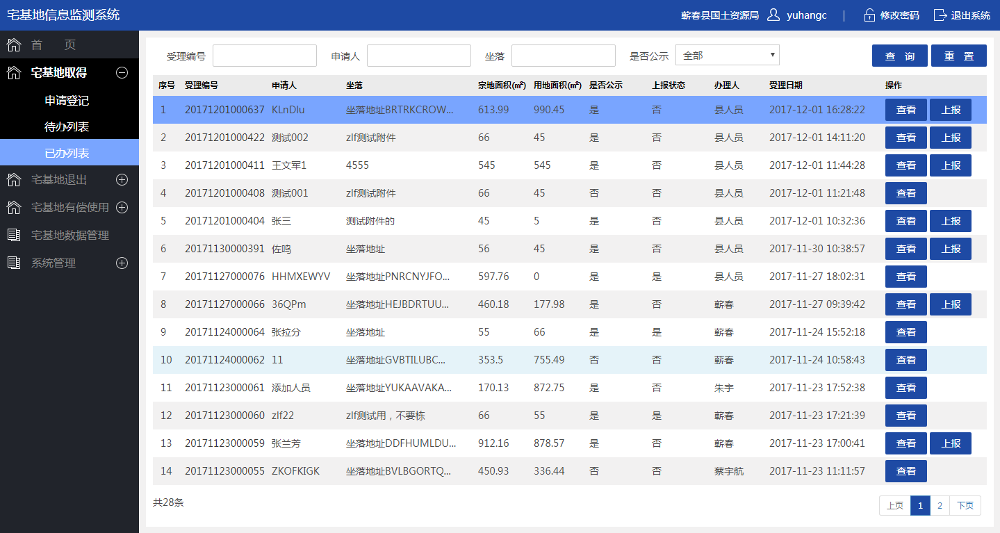 宅基地信息监测系统
蕲春县国土资源局 yuhangc | 修改密码 退出系统
首 页
宅基地取得
申请登记
待办列表
已办列表
宅基地退出
宅基地有偿使用
宅基地数据管理
系统管理
受理编号 申请人 坐落 是否公示 全部 查 询 重 置
序号 受理编号 申请人 坐落 宗地面积(㎡) 用地面积(㎡) 是否公示 上报状态 办理人 受理日期 操作
1 20171201000637 KLnDlu 坐落地址BRTRKCROW... 613.99 990.45 是 否 县人员 2017-12-01 16:28:22 查看 上报
2 20171201000422 测试002 zlf测试附件 66 45 是 否 县人员 2017-12-01 14:11:20 查看 上报
3 20171201000411 王文军1 4555 545 545 是 否 县人员 2017-12-01 11:44:28 查看 上报
4 20171201000408 测试001 zlf测试附件 66 45 否 否 县人员 2017-12-01 11:21:48 查看
5 20171201000404 张三 测试附件的 45 5 是 否 县人员 2017-12-01 10:32:36 查看 上报
6 20171130000391 佐鸣 坐落地址 56 45 是 否 县人员 2017-11-30 10:38:57 查看 上报
7 20171127000076 HHMXEWYV 坐落地址PNRCNYJFO... 597.76 0 是 是 县人员 2017-11-27 18:02:31 查看
8 20171127000066 36QPm 坐落地址HEJBDRTUU... 460.18 177.98 是 否 蕲春 2017-11-27 09:39:42 查看 上报
9 20171124000064 张拉分 坐落地址 55 66 是 是 蕲春 2017-11-24 15:52:18 查看
10 20171124000062 11 坐落地址GVBTILUBC... 353.5 755.49 否 否 蕲春 2017-11-24 10:58:43 查看
11 20171123000061 添加人员 坐落地址YUKAAVAKA... 170.13 872.75 是 否 朱宇 2017-11-23 17:52:38 查看
12 20171123000060 zlf22 zlf测试用，不要栋 66 55 是 是 蕲春 2017-11-23 17:21:39 查看
13 20171123000059 张兰芳 坐落地址DDFHUMLDU... 912.16 878.57 是 否 蕲春 2017-11-23 17:00:41 查看 上报
14 20171123000055 ZKOFKIGK 坐落地址BVLBGORTQ... 450.93 336.44 否 否 蔡宇航 2017-11-23 11:11:57 查看
共28条
上页 1 2 下页